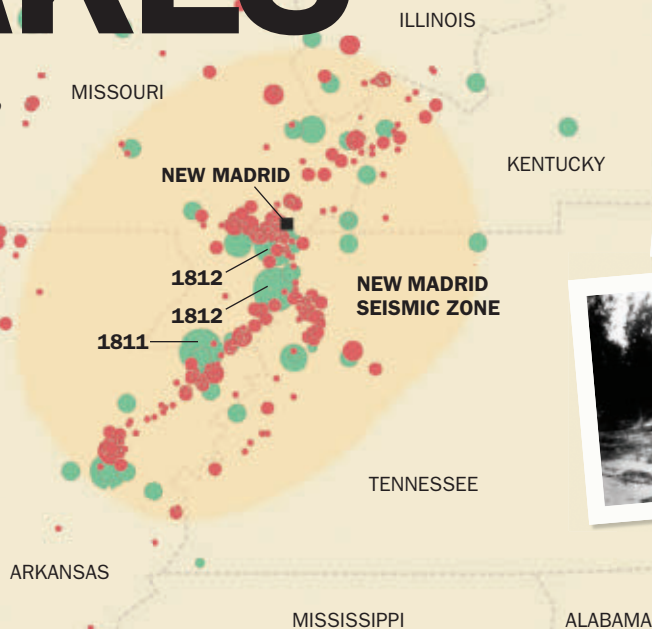 ILLINOIS
MISSOURI
KENTUCKY
NEW MADRID
1812
NEW MADRID
SEISMIC ZONE
1812
1811
TENNESSEE
ARKANSAS
MISSISSIPPI
ALABAMA